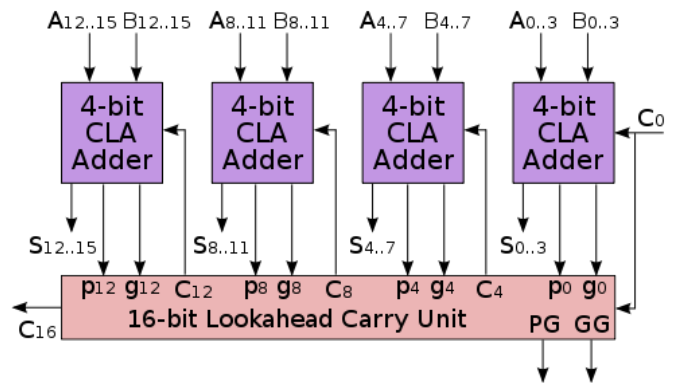 A12..15 B12..15 A8..11 B8..11 A4..7 B4..7 A0..3 B0..3
4-bit CLA Adder
4-bit CLA Adder
4-bit CLA Adder
4-bit CLA Adder
C0
S12..15 S8..11 S4..7 S0..3
p12 g12 C12 p8 g8 C8 p4 g4 C4 p0 g0
16-bit Lookahead Carry Unit
PG GG
C16